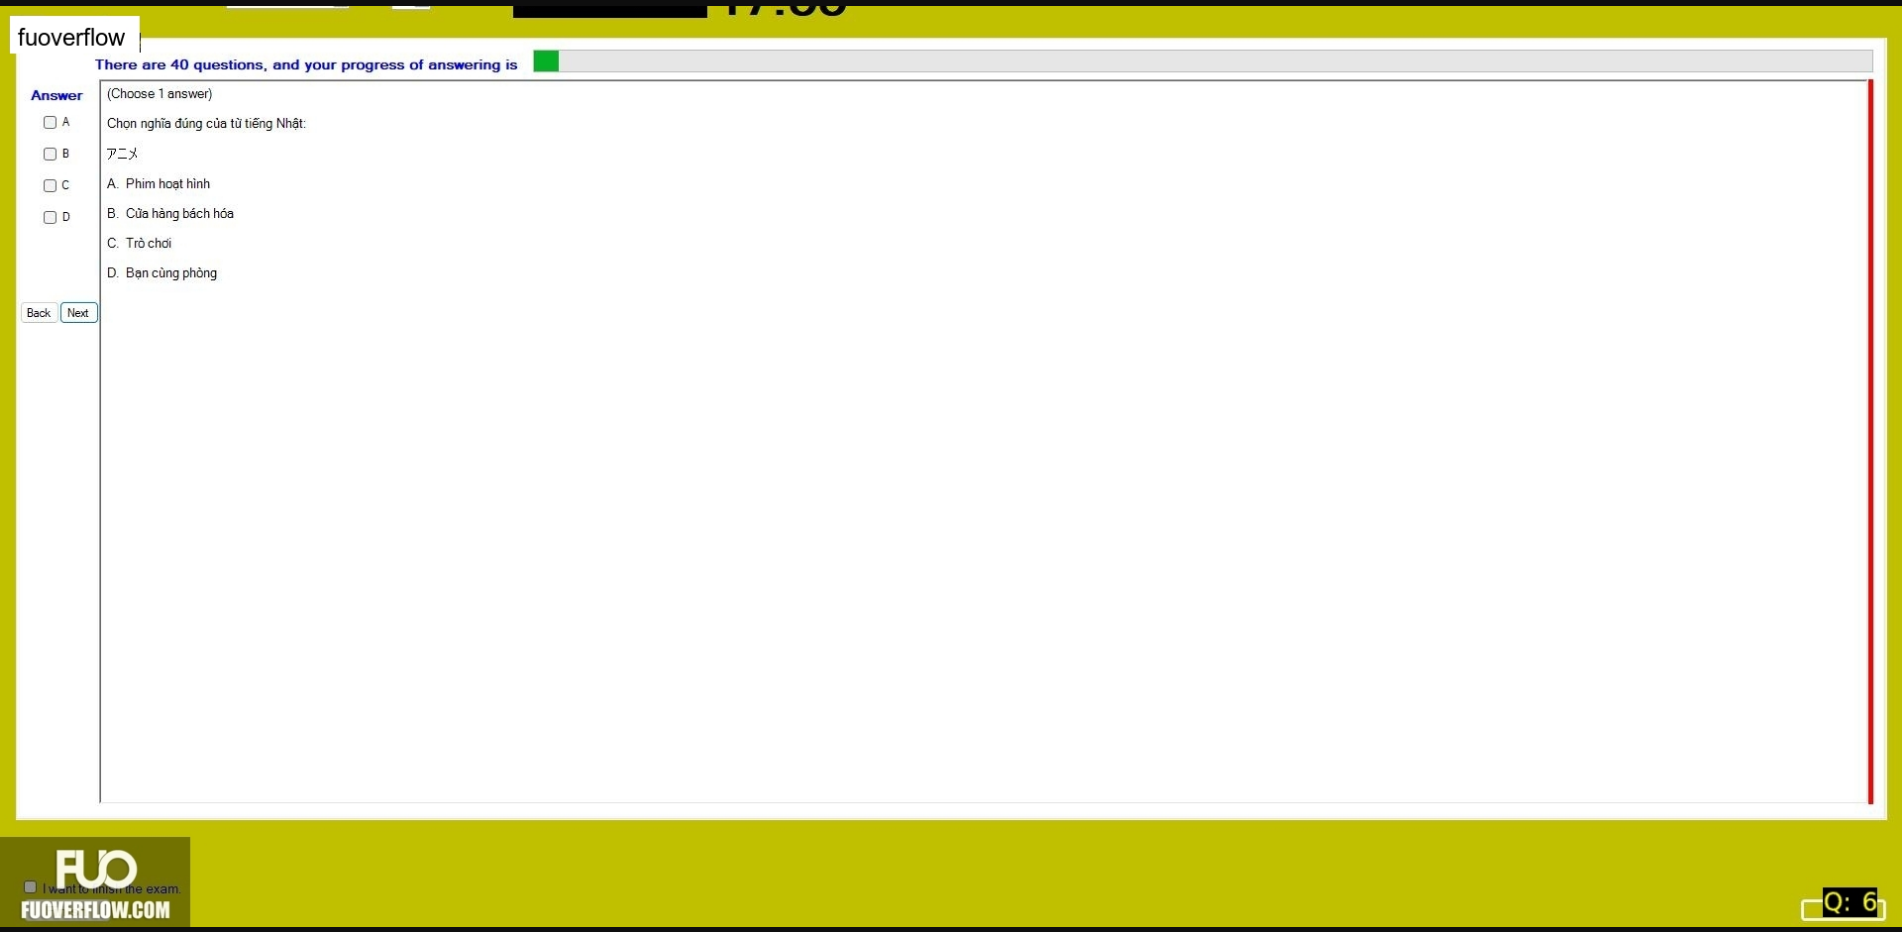 fuoverflow
There are 40 questions, and your progress of answering is
Answer
(Choose 1 answer)
A
Chọn nghĩa đúng của từ tiếng Nhật:
B
アニメ
C
A. Phim hoạt hình
D
B. Cửa hàng bách hóa
C. Trò chơi
D. Bạn cùng phòng
Back Next
FUO
I want to finish the exam.
FUOVERFLOW.COM
Q: 6